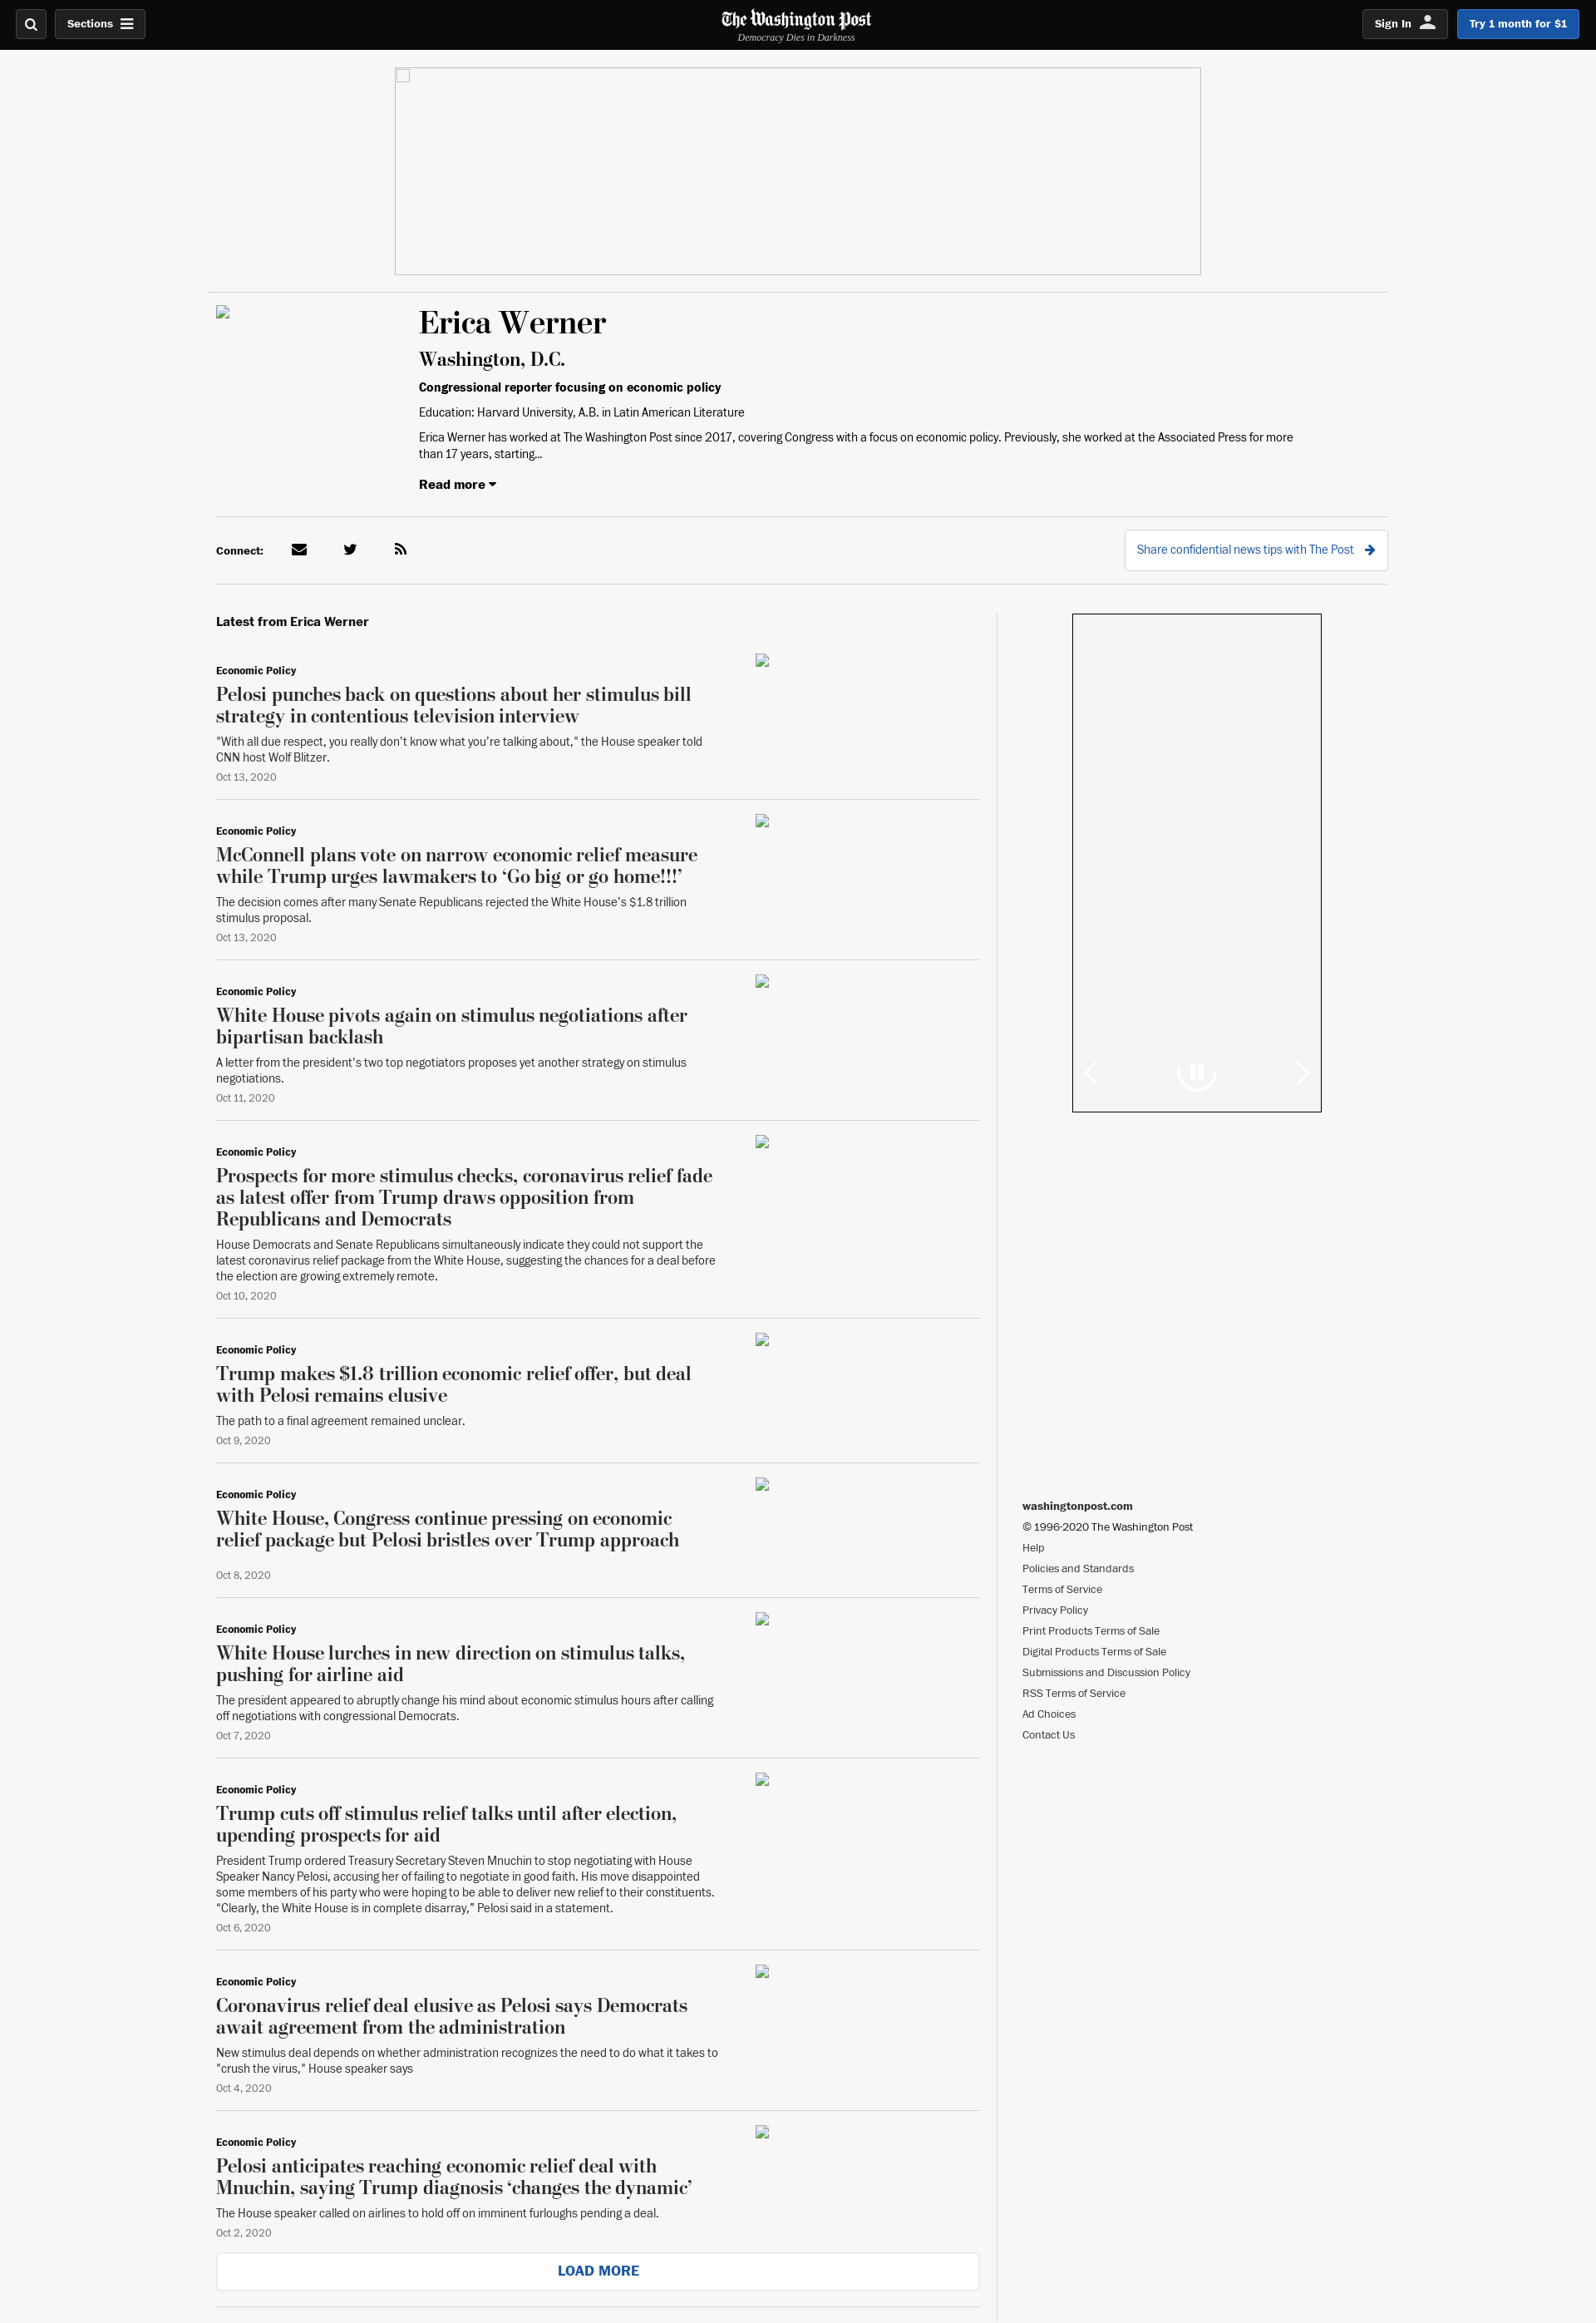 Sections
The Washington Post
Democracy Dies in Darkness
Sign In
Try 1 month for $1
Erica Werner
Washington, D.C.
Congressional reporter focusing on economic policy
Education: Harvard University, A.B. in Latin American Literature
Erica Werner has worked at The Washington Post since 2017, covering Congress with a focus on economic policy. Previously, she worked at the Associated Press for more
than 17 years, starting...
Read more
Connect:
Share confidential news tips with The Post
Latest from Erica Werner
Economic Policy
Pelosi punches back on questions about her stimulus bill
strategy in contentious television interview
"With all due respect, you really don’t know what you’re talking about," the House speaker told
CNN host Wolf Blitzer.
Oct 13, 2020
Economic Policy
McConnell plans vote on narrow economic relief measure
while Trump urges lawmakers to ‘Go big or go home!!!’
The decision comes after many Senate Republicans rejected the White House’s $1.8 trillion
stimulus proposal.
Oct 13, 2020
Economic Policy
White House pivots again on stimulus negotiations after
bipartisan backlash
A letter from the president's two top negotiators proposes yet another strategy on stimulus
negotiations.
Oct 11, 2020
Economic Policy
Prospects for more stimulus checks, coronavirus relief fade
as latest offer from Trump draws opposition from
Republicans and Democrats
House Democrats and Senate Republicans simultaneously indicate they could not support the
latest coronavirus relief package from the White House, suggesting the chances for a deal before
the election are growing extremely remote.
Oct 10, 2020
Economic Policy
Trump makes $1.8 trillion economic relief offer, but deal
with Pelosi remains elusive
The path to a final agreement remained unclear.
Oct 9, 2020
Economic Policy
White House, Congress continue pressing on economic
relief package but Pelosi bristles over Trump approach
Oct 8, 2020
Economic Policy
White House lurches in new direction on stimulus talks,
pushing for airline aid
The president appeared to abruptly change his mind about economic stimulus hours after calling
off negotiations with congressional Democrats.
Oct 7, 2020
Economic Policy
Trump cuts off stimulus relief talks until after election,
upending prospects for aid
President Trump ordered Treasury Secretary Steven Mnuchin to stop negotiating with House
Speaker Nancy Pelosi, accusing her of failing to negotiate in good faith. His move disappointed
some members of his party who were hoping to be able to deliver new relief to their constituents.
“Clearly, the White House is in complete disarray,” Pelosi said in a statement.
Oct 6, 2020
Economic Policy
Coronavirus relief deal elusive as Pelosi says Democrats
await agreement from the administration
New stimulus deal depends on whether administration recognizes the need to do what it takes to
"crush the virus," House speaker says
Oct 4, 2020
Economic Policy
Pelosi anticipates reaching economic relief deal with
Mnuchin, saying Trump diagnosis ‘changes the dynamic’
The House speaker called on airlines to hold off on imminent furloughs pending a deal.
Oct 2, 2020
LOAD MORE
washingtonpost.com
© 1996-2020 The Washington Post
Help
Policies and Standards
Terms of Service
Privacy Policy
Print Products Terms of Sale
Digital Products Terms of Sale
Submissions and Discussion Policy
RSS Terms of Service
Ad Choices
Contact Us